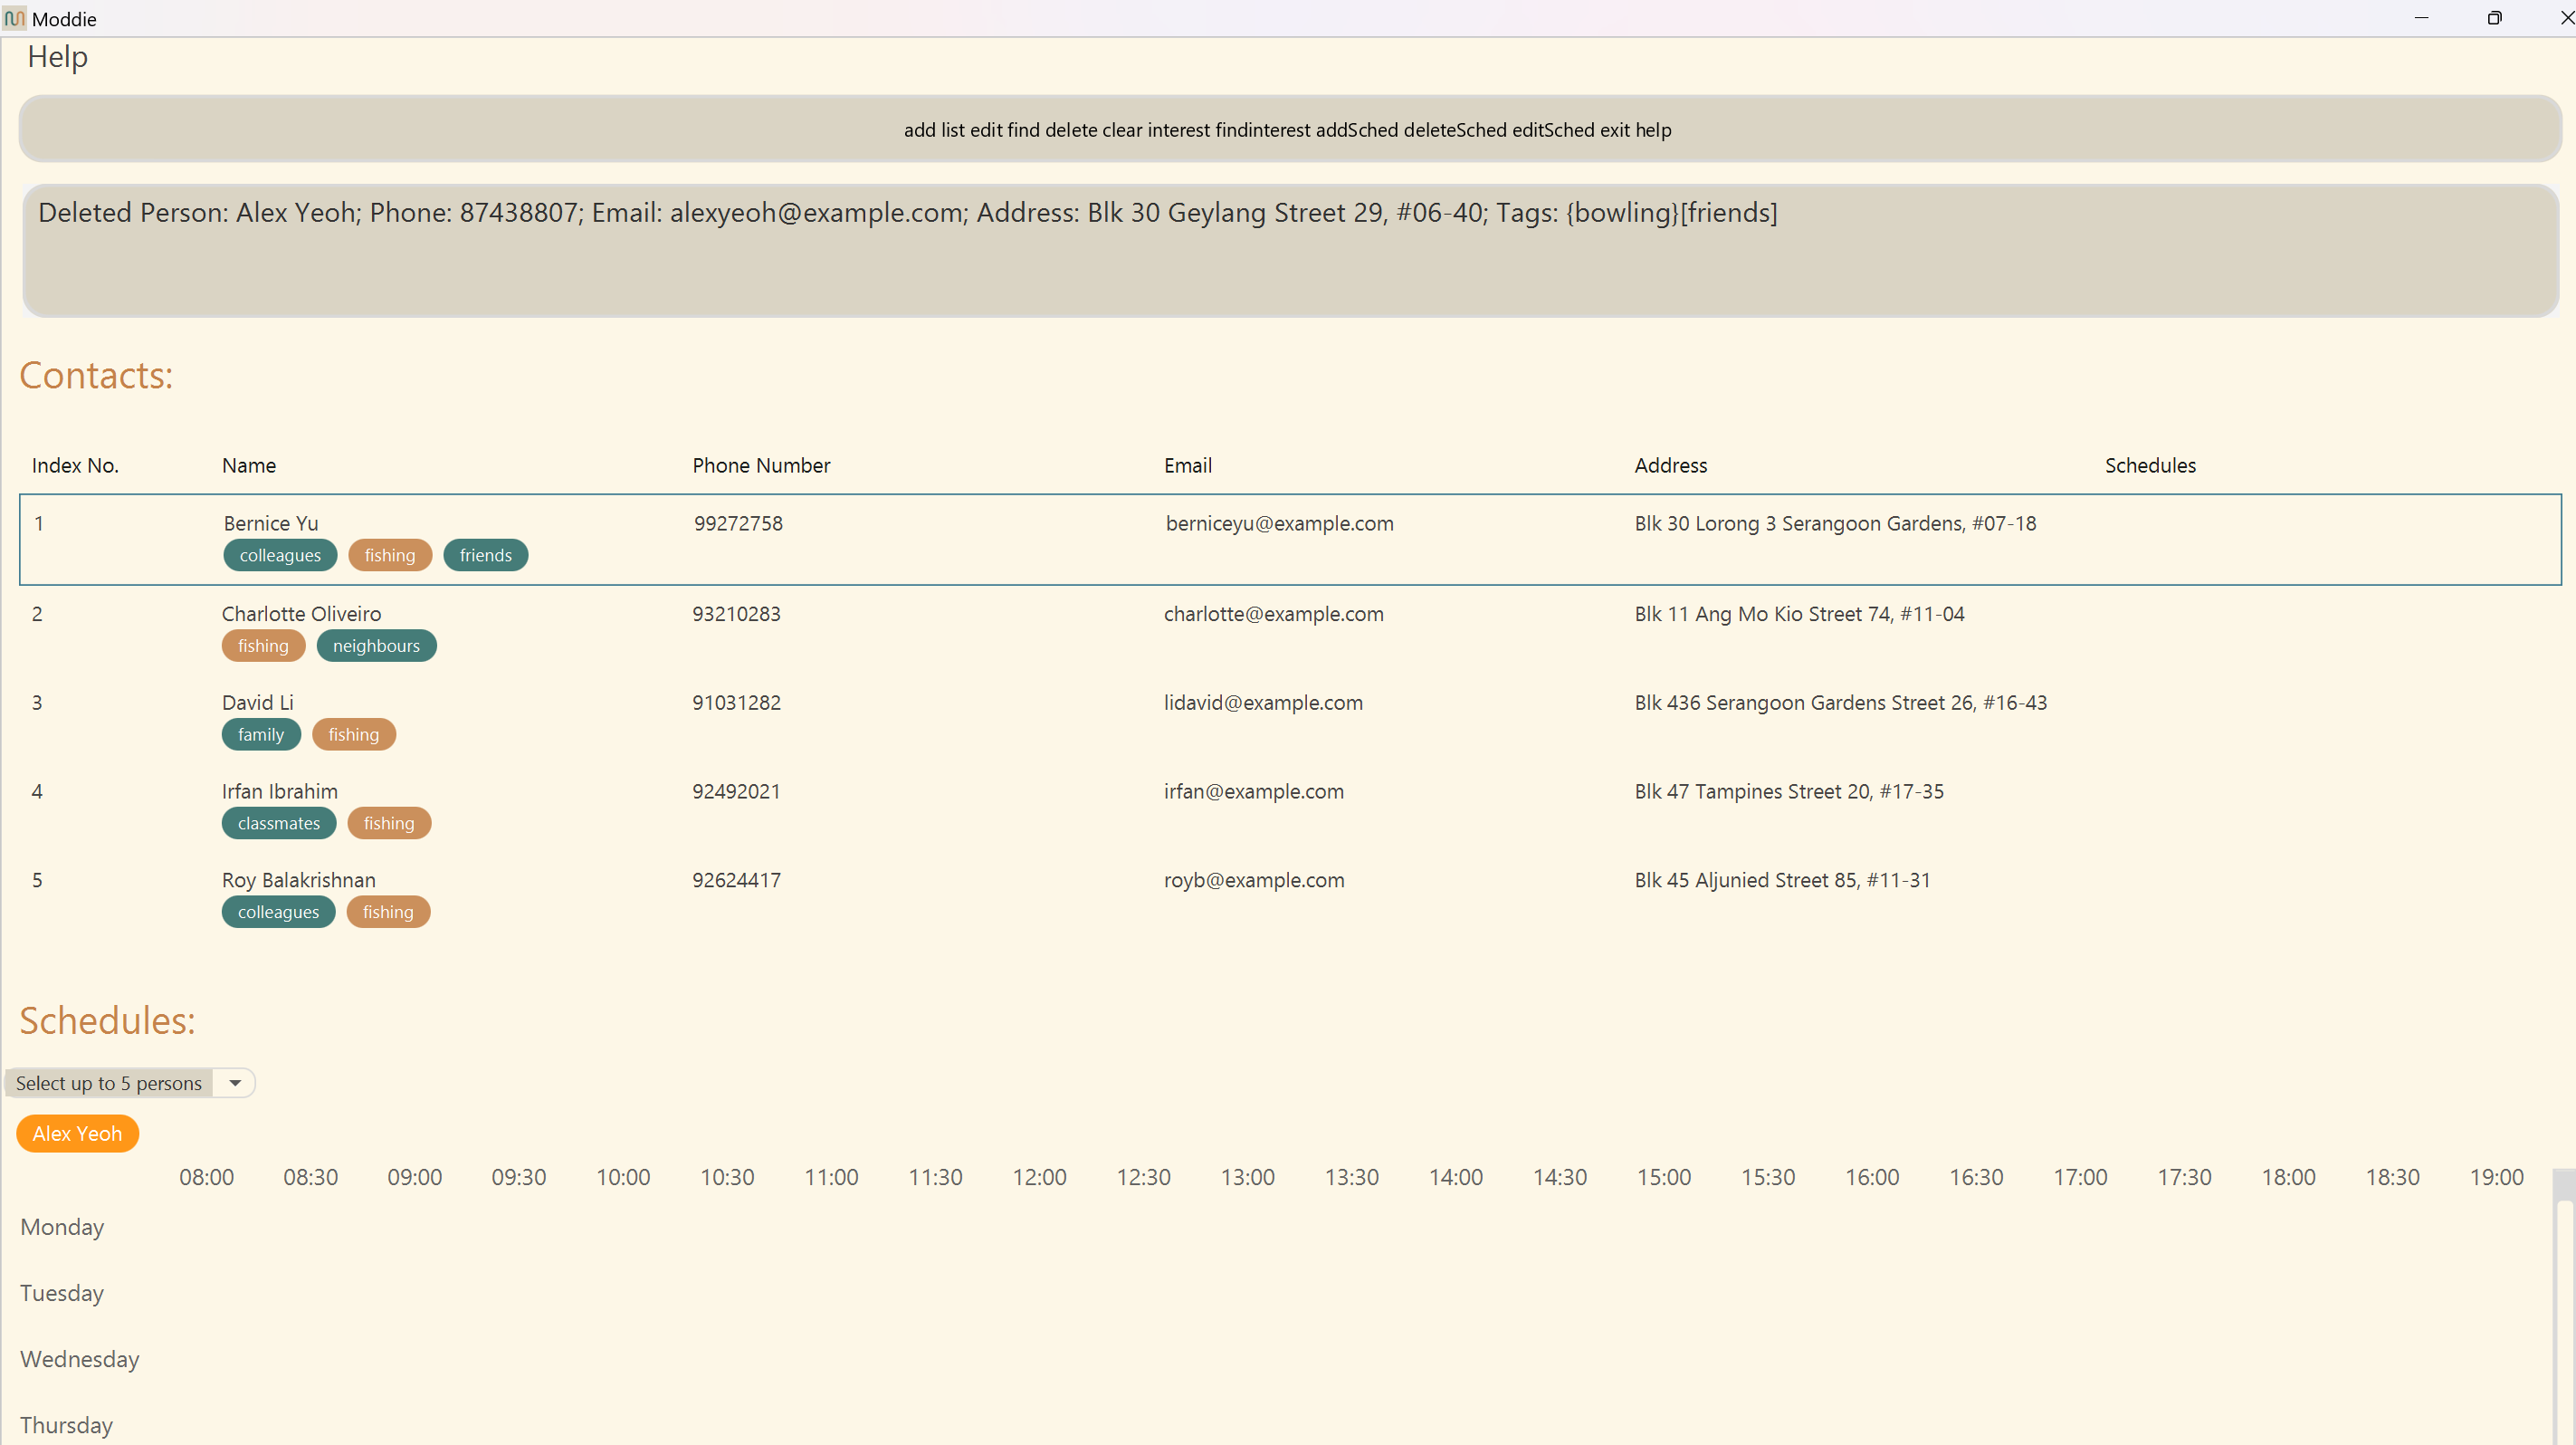 Moddie
Help
add list edit find delete clear interest findinterest addSched deleteSched editSched exit help
Deleted Person: Alex Yeoh; Phone: 87438807; Email: alexyeoh@example.com; Address: Blk 30 Geylang Street 29, #06-40; Tags: {bowling}[friends]
Contacts:
Index No. Name Phone Number Email Address Schedules
1 Bernice Yu 99272758 berniceyu@example.com Blk 30 Lorong 3 Serangoon Gardens, #07-18
colleagues fishing friends
2 Charlotte Oliveiro 93210283 charlotte@example.com Blk 11 Ang Mo Kio Street 74, #11-04
fishing neighbours
3 David Li 91031282 lidavid@example.com Blk 436 Serangoon Gardens Street 26, #16-43
family fishing
4 Irfan Ibrahim 92492021 irfan@example.com Blk 47 Tampines Street 20, #17-35
classmates fishing
5 Roy Balakrishnan 92624417 royb@example.com Blk 45 Aljunied Street 85, #11-31
colleagues fishing
Schedules:
Select up to 5 persons
Alex Yeoh
08:00 08:30 09:00 09:30 10:00 10:30 11:00 11:30 12:00 12:30 13:00 13:30 14:00 14:30 15:00 15:30 16:00 16:30 17:00 17:30 18:00 18:30 19:00
Monday
Tuesday
Wednesday
Thursday